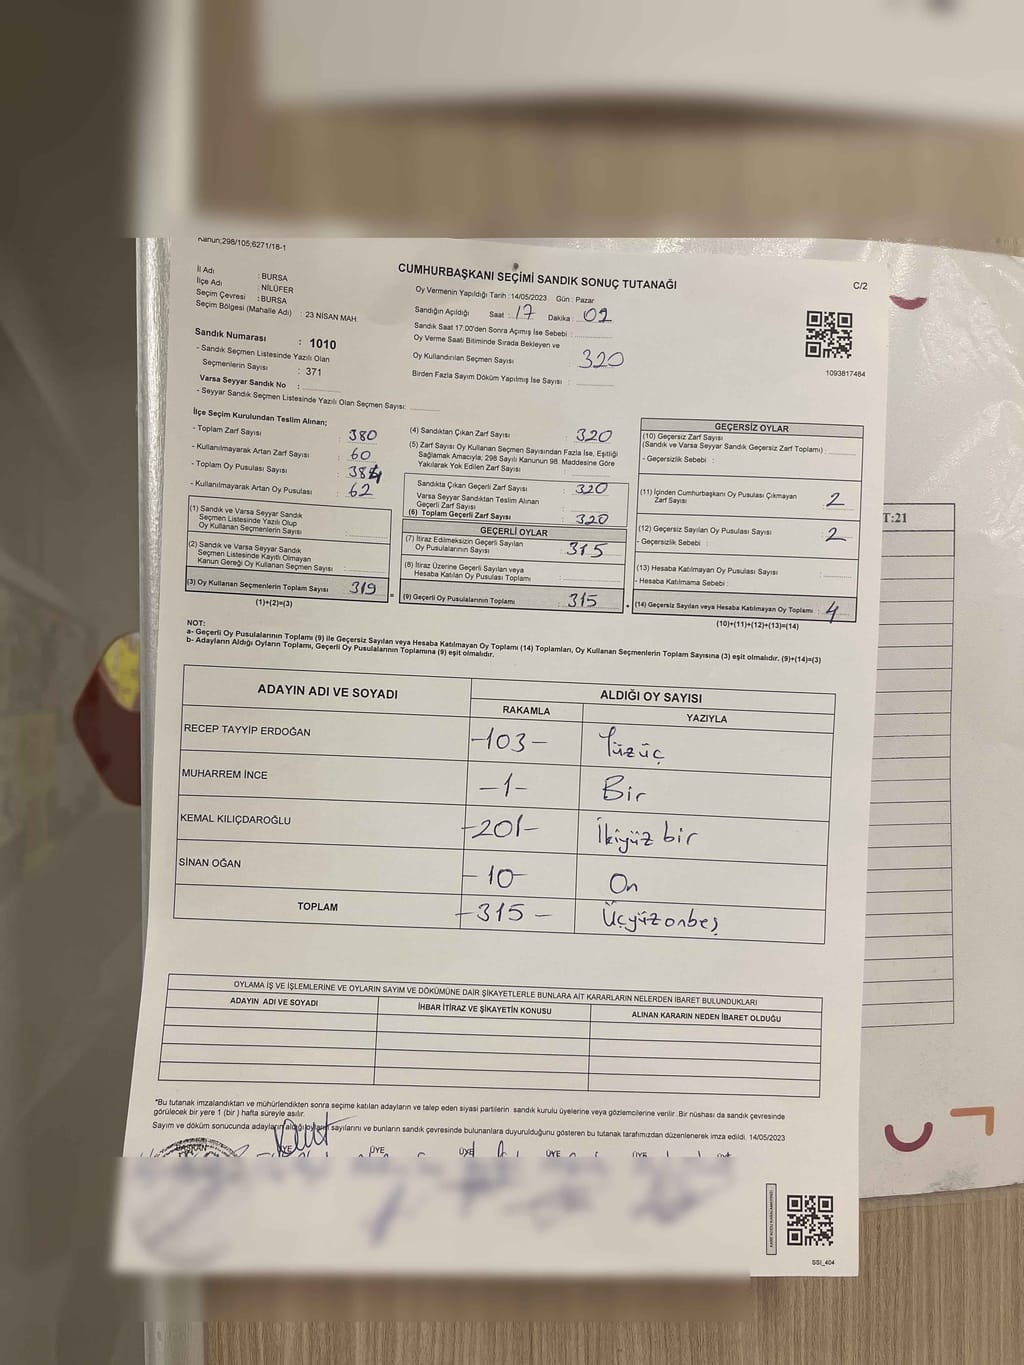 Kanun;298/105;6271/18-1
CUMHURBAŞKANI SEÇİMİ SANDIK SONUÇ TUTANAĞI
C/2
İl Adı : BURSA
İlçe Adı : NİLÜFER
Seçim Çevresi : BURSA
Seçim Bölgesi (Mahalle Adı) : 23 NİSAN MAH.
Oy Vermenin Yapıldığı Tarih : 14/05/2023 Gün : Pazar
Sandığın Açıldığı Saat : 17 Dakika : 02
Sandık Saat 17:00'den Sonra Açımış İse Sebebi :
Oy Verme Saati Bitiminde Sırada Bekleyen ve
Oy Kullandırılan Seçmen Sayısı 320
Birden Fazla Sayım Döküm Yapılmış İse Sayısı :
1093817484
Sandık Numarası : 1010
- Sandık Seçmen Listesinde Yazılı Olan
Seçmenlerin Sayısı : 371
Varsa Seyyar Sandık No :
- Seyyar Sandık Seçmen Listesinde Yazılı Olan Seçmen Sayısı:
İlçe Seçim Kurulundan Teslim Alınan;
- Toplam Zarf Sayısı : 380
- Kullanılmayarak Artan Zarf Sayısı : 60
- Toplam Oy Pusulası Sayısı : 384
- Kullanılmayarak Artan Oy Pusulası : 62
(1) Sandık ve Varsa Seyyar Sandık
Seçmen Listesinde Yazılı Olup
Oy Kullanan Seçmenlerin Sayısı :
(2) Sandık ve Varsa Seyyar Sandık
Seçmen Listesinde Kayıtlı Olmayan
Kanun Gereği Oy Kullanan Seçmen Sayısı :
(3) Oy Kullanan Seçmenlerin Toplam Sayısı : 319
(1)+(2)=(3)
=
(4) Sandıktan Çıkan Zarf Sayısı : 320
(5) Zarf Sayısı Oy Kullanan Seçmen Sayısından Fazla İse, Eşitliği
Sağlamak Amacıyla, 298 Sayılı Kanunun 98. Maddesine Göre
Yakılarak Yok Edilen Zarf Sayısı :
Sandıkta Çıkan Geçerli Zarf Sayısı : 320
Varsa Seyyar Sandıktan Teslim Alınan
Geçerli Zarf Sayısı :
(6) Toplam Geçerli Zarf Sayısı : 320
GEÇERLİ OYLAR
(7) İtiraz Edilmeksizin Geçerli Sayılan
Oy Pusulalarının Sayısı : 315
(8) İtiraz Üzerine Geçerli Sayılan veya
Hesaba Katılan Oy Pusulası Toplamı :
(9) Geçerli Oy Pusulalarının Toplamı : 315
+
GEÇERSİZ OYLAR
(10) Geçersiz Zarf Sayısı
(Sandık ve Varsa Seyyar Sandık Geçersiz Zarf Toplamı) :
- Geçersizlik Sebebi :
(11) İçinden Cumhurbaşkanı Oy Pusulası Çıkmayan
Zarf Sayısı : 2
(12) Geçersiz Sayılan Oy Pusulası Sayısı : 2
- Geçersizlik Sebebi :
(13) Hesaba Katılmayan Oy Pusulası Sayısı :
- Hesaba Katılmama Sebebi :
(14) Geçersiz Sayılan veya Hesaba Katılmayan Oy Toplamı : 4
(10)+(11)+(12)+(13)=(14)
T:21
NOT:
a- Geçerli Oy Pusulalarının Toplamı (9) ile Geçersiz Sayılan veya Hesaba Katılmayan Oy Toplamı (14) Toplamları, Oy Kullanan Seçmenlerin Toplam Sayısına (3) eşit olmalıdır. (9)+(14)=(3)
b- Adayların Aldığı Oyların Toplamı, Geçerli Oy Pusulalarının Toplamına (9) eşit olmalıdır.
ADAYIN ADI VE SOYADI ALDIĞI OY SAYISI
RAKAMLA YAZIYLA
RECEP TAYYİP ERDOĞAN -103- Yüzüç
MUHARREM İNCE -1- Bir
KEMAL KILIÇDAROĞLU -201- İkiyüz bir
SİNAN OĞAN -10- On
TOPLAM -315- Üçyüzonbeş
OYLAMA İŞ VE İŞLEMLERİNE VE OYLARIN SAYIM VE DÖKÜMÜNE DAİR ŞİKAYETLERLE BUNLARA AİT KARARLARIN NELERDEN İBARET BULUNDUKLARI
ADAYIN ADI VE SOYADI İHBAR İTİRAZ VE ŞİKAYETİN KONUSU ALINAN KARARIN NEDEN İBARET OLDUĞU
*Bu tutanak imzalandıktan ve mühürlendikten sonra seçime katılan adayların ve talep eden siyasi partilerin sandık kurulu üyelerine veya gözlemcilerine verilir. Bir nüshası da sandık çevresinde
görülecek bir yere 1 (bir) hafta süreyle asılır.
Sayım ve döküm sonucunda adayların aldığı oyların sayılarını ve bunların sandık çevresinde bulunanlara duyurulduğunu gösteren bu tutanak tarafımızdan düzenlenerek imza edildi. 14/05/2023
BAŞKAN ÜYE ÜYE ÜYE ÜYE ÜYE
SSI_404